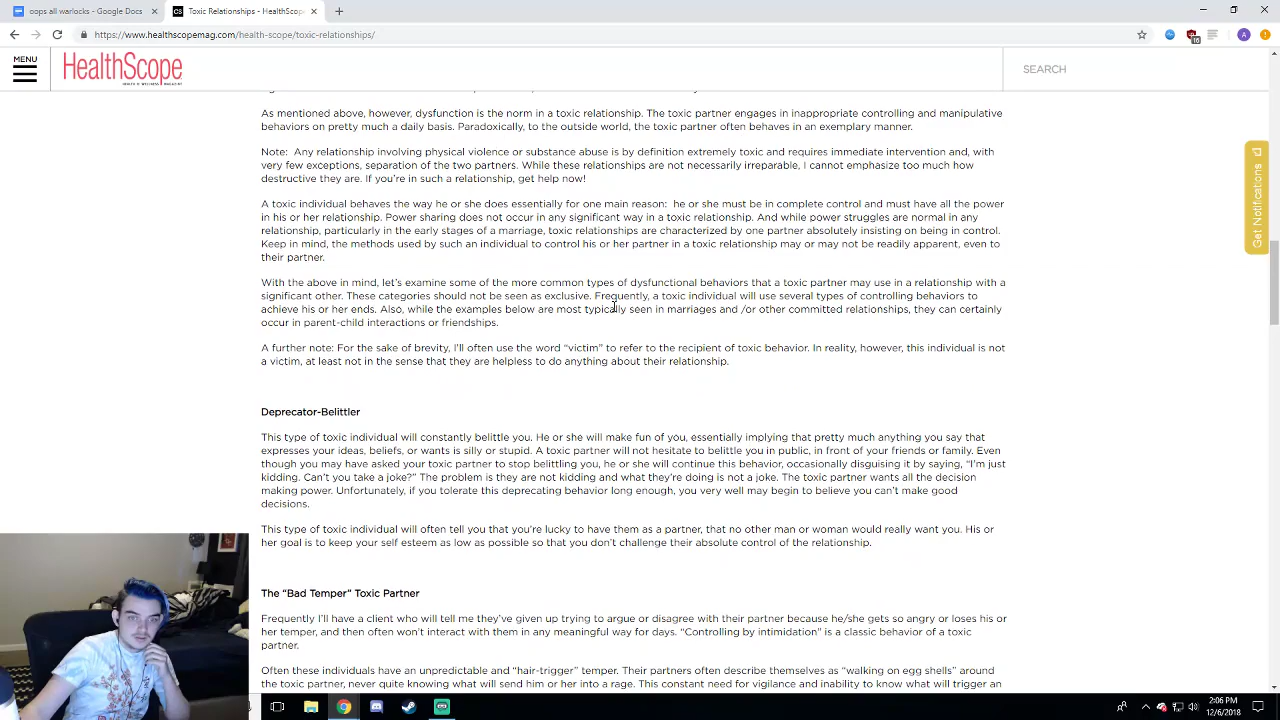 oops all warlocks - Google Docs
Toxic Relationships - HealthScope
https://www.healthscopemag.com/health-scope/toxic-relationships/
MENU
HealthScope
HEALTH & WELLNESS MAGAZINE
SEARCH
Get Notifications
As mentioned above, however, dysfunction is the norm in a toxic relationship. The toxic partner engages in inappropriate controlling and manipulative
behaviors on pretty much a daily basis. Paradoxically, to the outside world, the toxic partner often behaves in an exemplary manner.
Note: Any relationship involving physical violence or substance abuse is by definition extremely toxic and requires immediate intervention and, with
very few exceptions, separation of the two partners. While these relationships are not necessarily irreparable, I cannot emphasize too much how
destructive they are. If you're in such a relationship, get help now!
A toxic individual behaves the way he or she does essentially for one main reason: he or she must be in complete control and must have all the power
in his or her relationship. Power sharing does not occur in any significant way in a toxic relationship. And while power struggles are normal in any
relationship, particularly in the early stages of a marriage, toxic relationships are characterized by one partner absolutely insisting on being in control.
Keep in mind, the methods used by such an individual to control his or her partner in a toxic relationship may or may not be readily apparent, even to
their partner.
With the above in mind, let's examine some of the more common types of dysfunctional behaviors that a toxic partner may use in a relationship with a
significant other. These categories should not be seen as exclusive. Frequently, a toxic individual will use several types of controlling behaviors to
achieve his or her ends. Also, while the examples below are most typically seen in marriages and /or other committed relationships, they can certainly
occur in parent-child interactions or friendships.
A further note: For the sake of brevity, I'll often use the word “victim” to refer to the recipient of toxic behavior. In reality, however, this individual is not
a victim, at least not in the sense that they are helpless to do anything about their relationship.
Deprecator-Belittler
This type of toxic individual will constantly belittle you. He or she will make fun of you, essentially implying that pretty much anything you say that
expresses your ideas, beliefs, or wants is silly or stupid. A toxic partner will not hesitate to belittle you in public, in front of your friends or family. Even
though you may have asked your toxic partner to stop belittling you, he or she will continue this behavior, occasionally disguising it by saying, “I'm just
kidding. Can't you take a joke?” The problem is they are not kidding and what they're doing is not a joke. The toxic partner wants all the decision
making power. Unfortunately, if you tolerate this deprecating behavior long enough, you very well may begin to believe you can't make good
decisions.
This type of toxic individual will often tell you that you're lucky to have them as a partner, that no other man or woman would really want you. His or
her goal is to keep your self esteem as low as possible so that you don't challenge their absolute control of the relationship.
The “Bad Temper” Toxic Partner
Frequently I'll have a client who will tell me they've given up trying to argue or disagree with their partner because he/she gets so angry or loses his or
her temper, and then often won't interact with them in any meaningful way for days. “Controlling by intimidation” is a classic behavior of a toxic
partner.
Often these individuals have an unpredictable and “hair-trigger” temper. Their partners often describe themselves as “walking on egg shells” around
the toxic partner, never quite knowing what will send him or her into a rage. This constant need for vigilance and inability to know what will trigger an
2:06 PM
12/6/2018